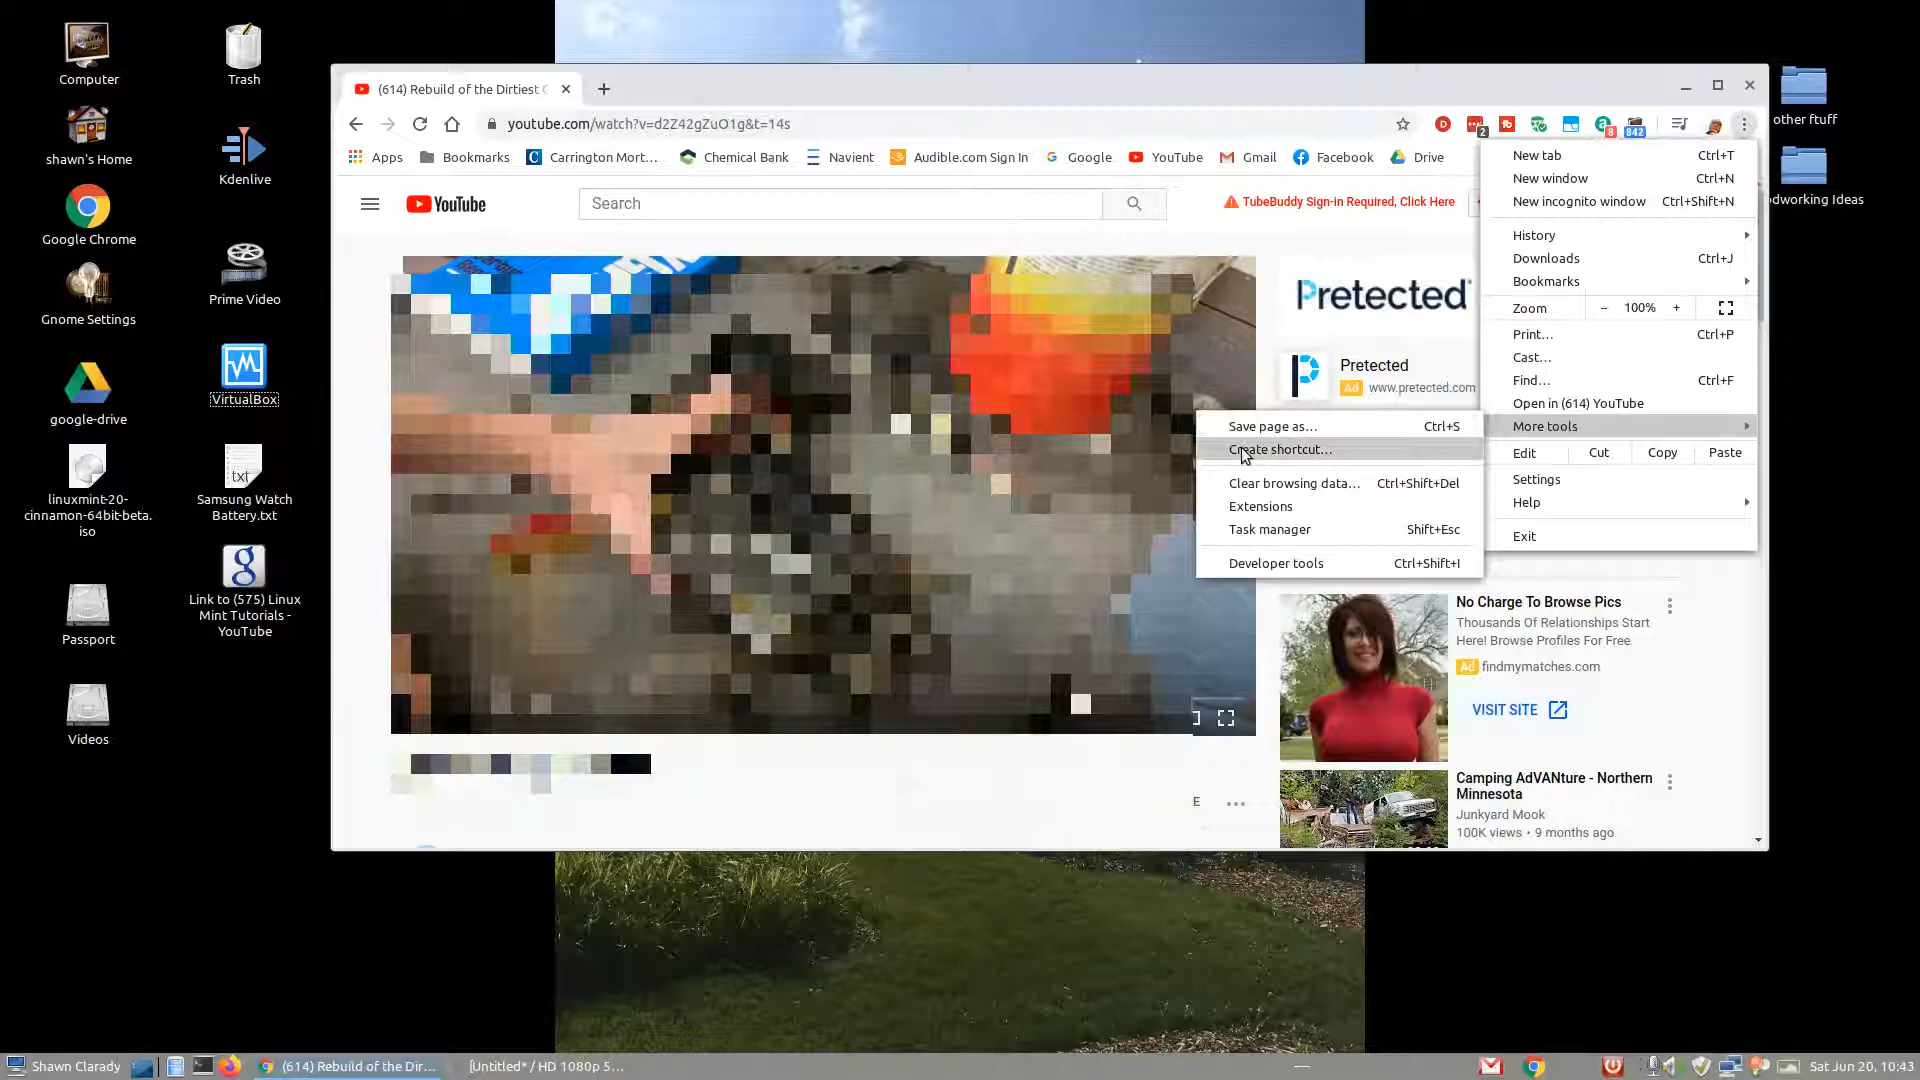 Computer
Trash
shawn's Home
Kdenlive
Google Chrome
Gnome Settings
Prime Video
google-drive
VirtualBox
linuxmint-20-
cinnamon-64bit-beta.
iso
Samsung Watch
Battery.txt
txt
Link to (575) Linux
Mint Tutorials -
YouTube
Passport
Videos
other ftuff
dworking Ideas
(614) Rebuild of the Dirtiest
youtube.com/watch?v=d2Z42gZuO1g&t=14s
2
8
842
Apps
Bookmarks
Carrington Mort...
Chemical Bank
Navient
Audible.com Sign In
Google
YouTube
Gmail
Facebook
Drive
YouTube
Search
TubeBuddy Sign-in Required, Click Here
New tab Ctrl+T
New window Ctrl+N
New incognito window Ctrl+Shift+N
History
Downloads Ctrl+J
Bookmarks
Zoom − 100% +
Print... Ctrl+P
Cast...
Find... Ctrl+F
Open in (614) YouTube
More tools
Edit Cut Copy Paste
Settings
Help
Exit
Save page as... Ctrl+S
Create shortcut...
Clear browsing data... Ctrl+Shift+Del
Extensions
Task manager Shift+Esc
Developer tools Ctrl+Shift+I
Pretected
Pretected
Ad www.pretected.com
No Charge To Browse Pics
Thousands Of Relationships Start
Here! Browse Profiles For Free.
Ad findmymatches.com
VISIT SITE
Camping AdVANture - Northern
Minnesota
Junkyard Mook
100K views • 9 months ago
E
Shawn Clarady
(614) Rebuild of the Dir...
[Untitled* / HD 1080p 5...
Sat Jun 20, 10:43